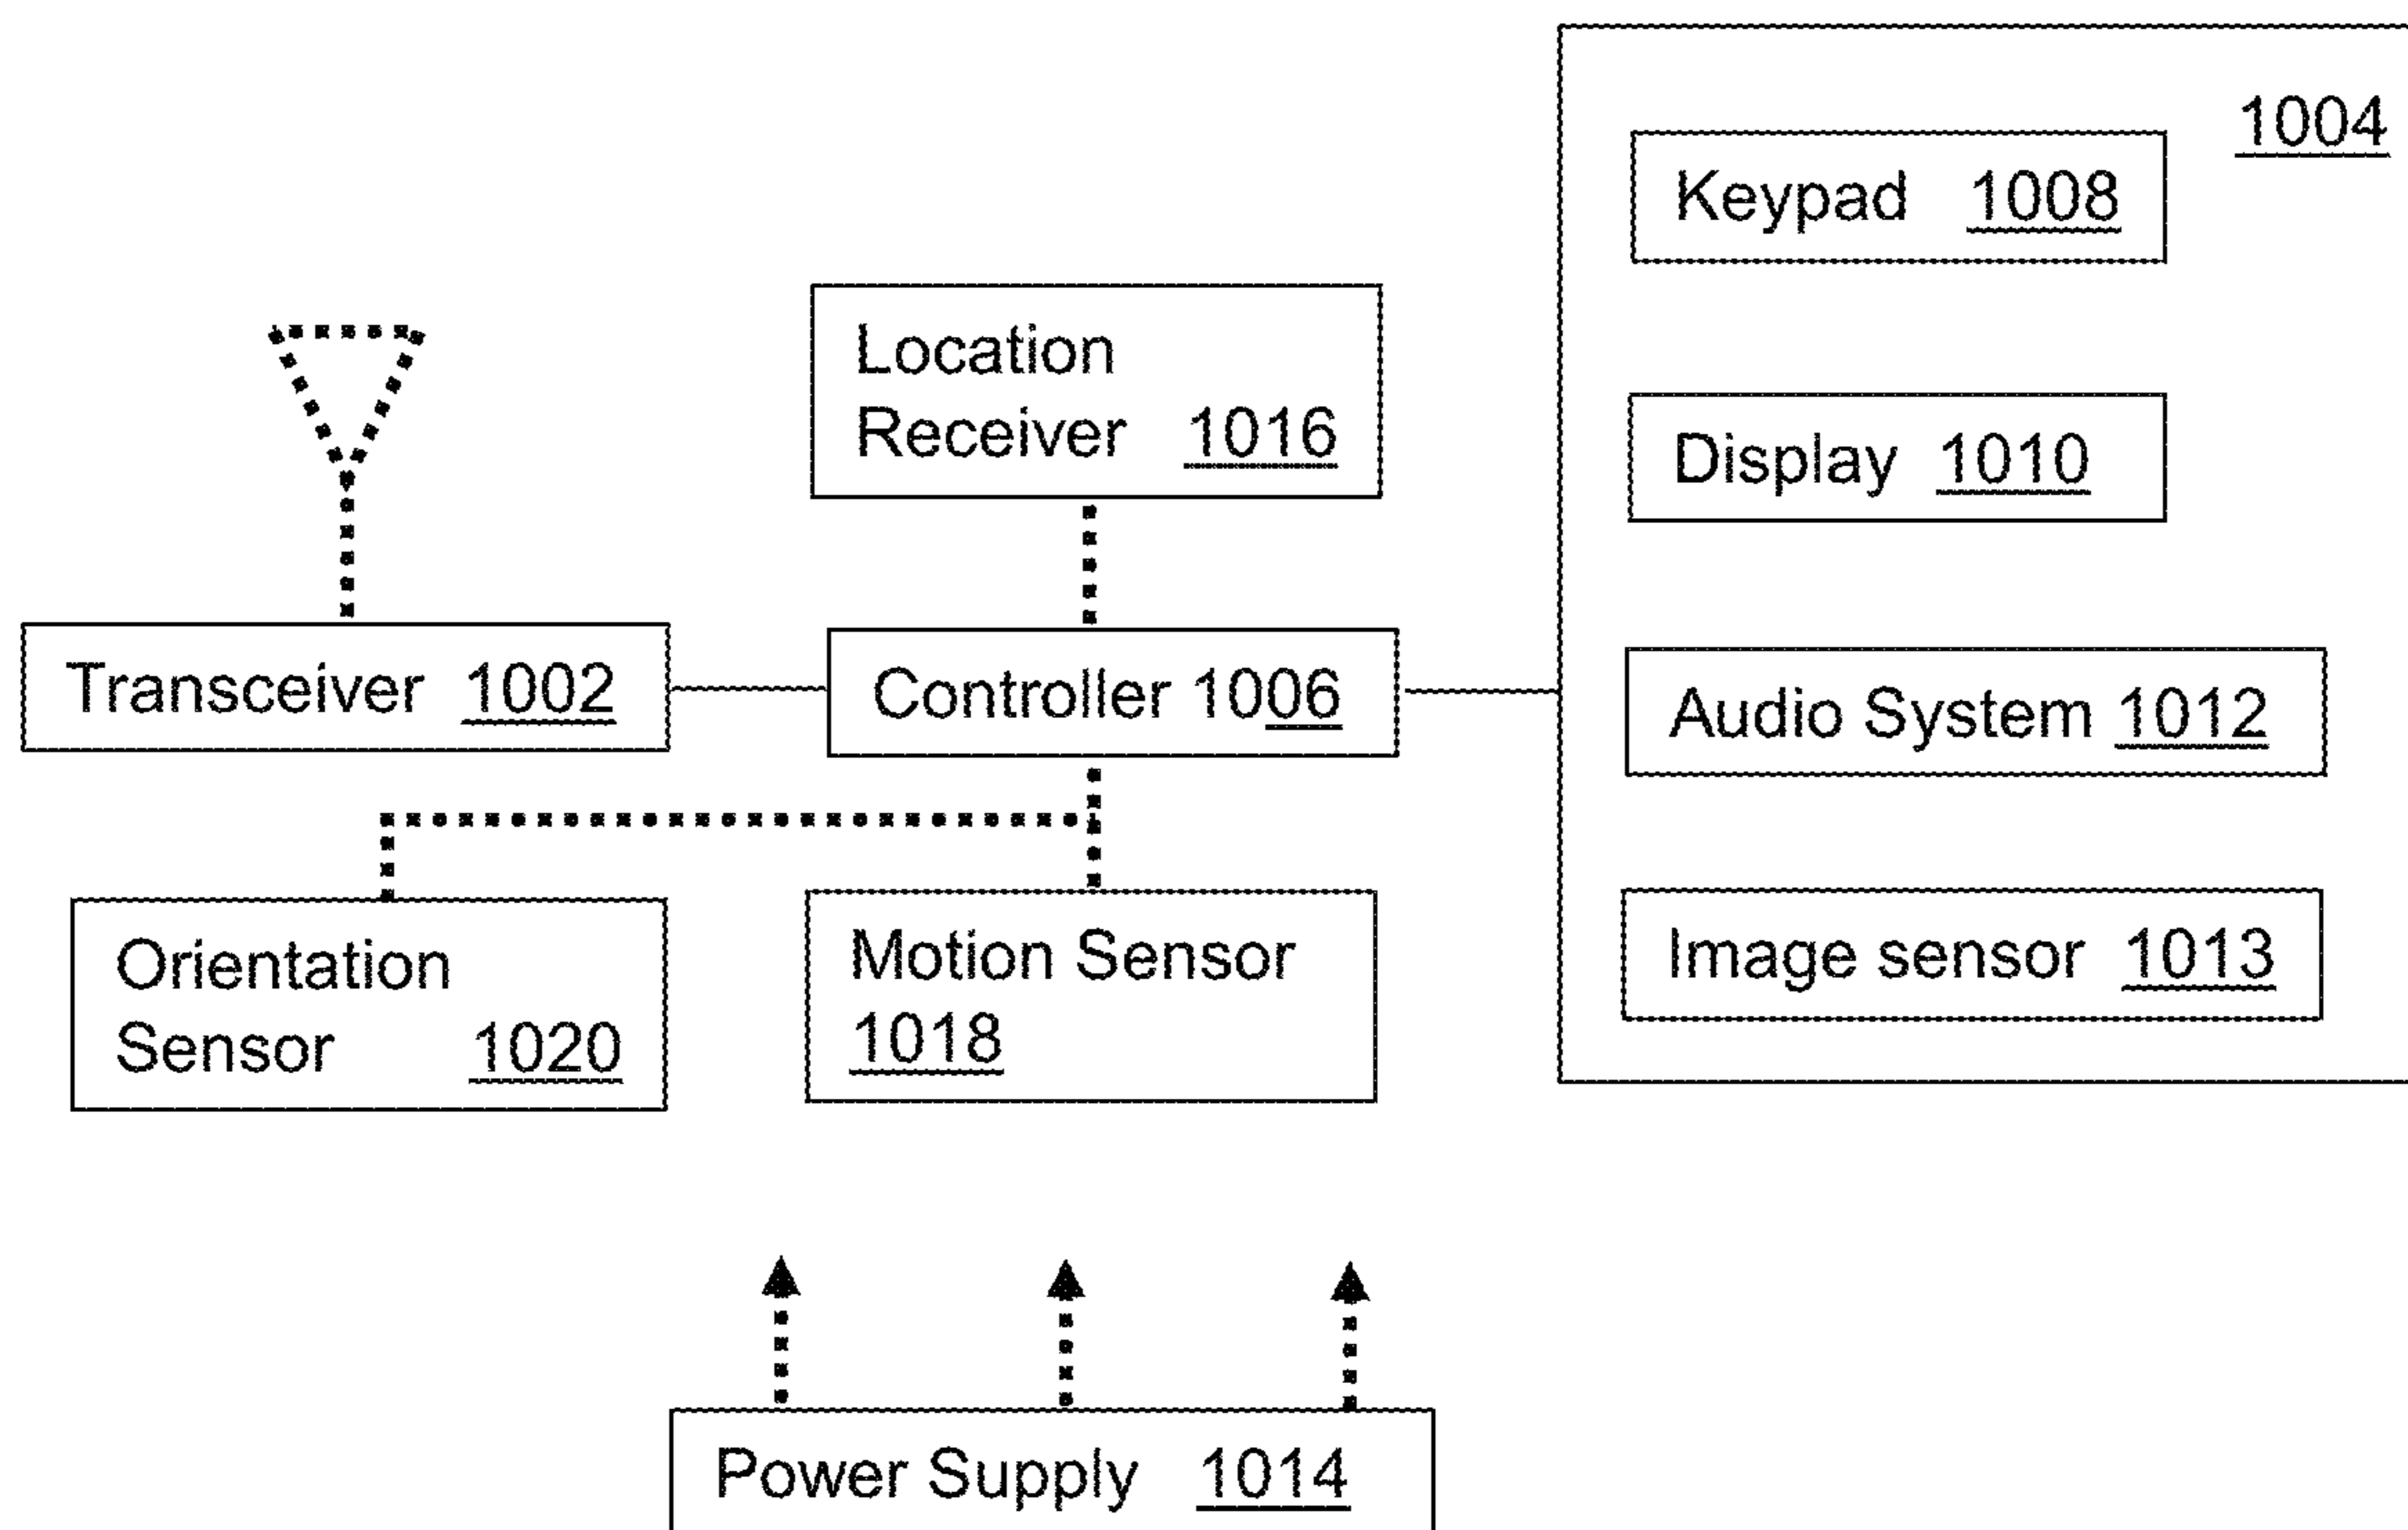 1004
Keypad 1008
Location
Receiver 1016
Display 1010
Transceiver 1002
Controller 1006
Audio System 1012
Orientation
Sensor 1020
Motion Sensor
1018
Image sensor 1013
Power Supply 1014